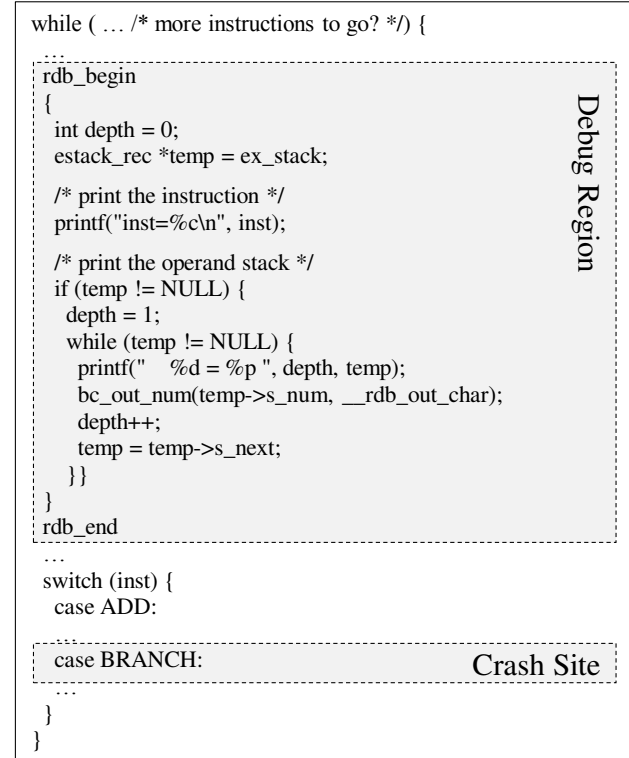 while ( … /* more instructions to go? */) {
…
rdb_begin
{
int depth = 0;
estack_rec *temp = ex_stack;
/* print the instruction */
printf("inst=%c\n", inst);
/* print the operand stack */
if (temp != NULL) {
depth = 1;
while (temp != NULL) {
printf("    %d = %p ", depth, temp);
bc_out_num(temp->s_num, __rdb_out_char);
depth++;
temp = temp->s_next;
}}
}
rdb_end
Debug Region
…
switch (inst) {
case ADD:
…
case BRANCH:
Crash Site
…
}
}